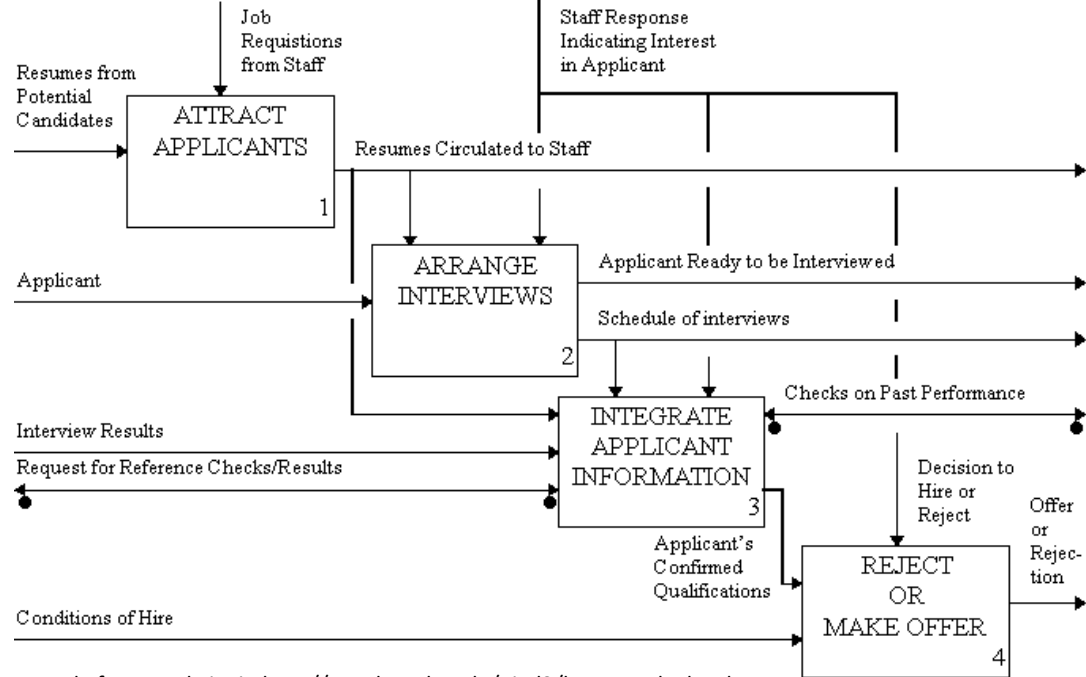 Job
Requistions
from Staff
Staff Response
Indicating Interest
in Applicant
Resumes from
Potential
Candidates
ATTRACT
APPLICANTS
1
Resumes Circulated to Staff
Applicant
ARRANGE
INTERVIEWS
2
Applicant Ready to be Interviewed
Schedule of interviews
Checks on Past Performance
INTEGRATE
APPLICANT
INFORMATION
3
Interview Results
Request for Reference Checks/Results
Decision to
Hire or
Reject
Offer
or
Rejec-
tion
Applicant's
Confirmed
Qualifications
REJECT
OR
MAKE OFFER
4
Conditions of Hire